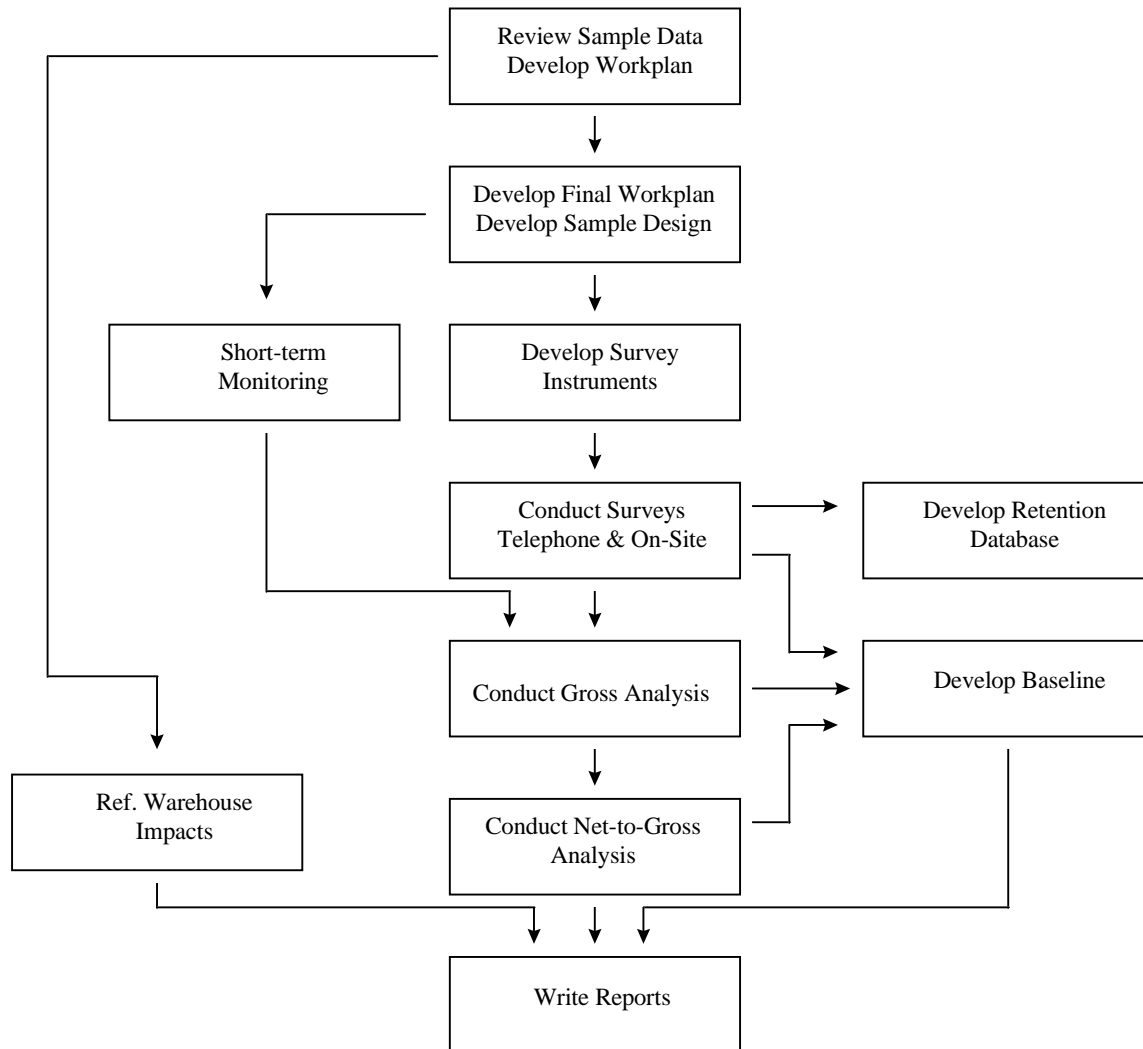 Review Sample Data
Develop Workplan
Develop Final Workplan
Develop Sample Design
Short-term
Monitoring
Develop Survey
Instruments
Conduct Surveys
Telephone & On-Site
Develop Retention
Database
Conduct Gross Analysis
Develop Baseline
Ref. Warehouse
Impacts
Conduct Net-to-Gross
Analysis
Write Reports